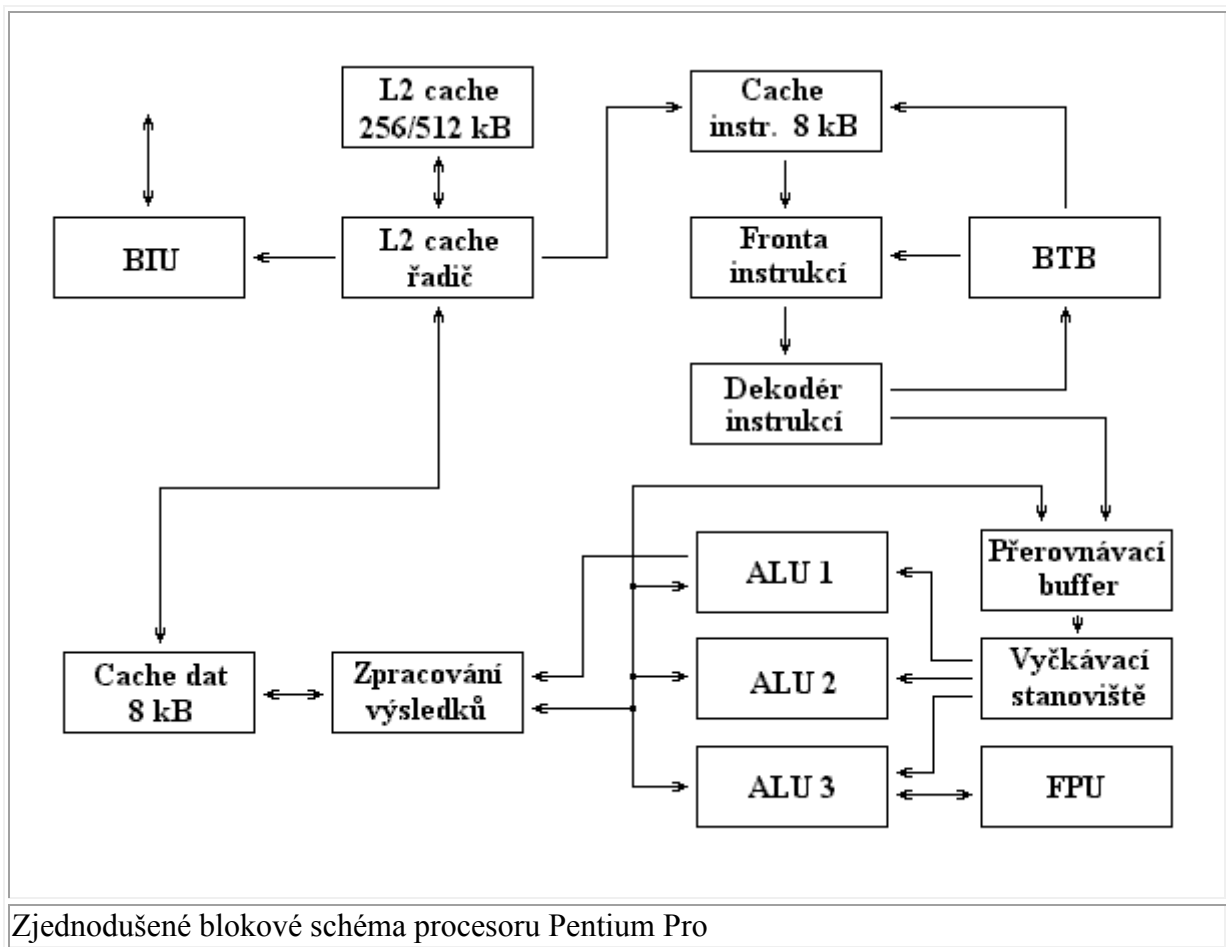 L2 cache
256/512 kB
Cache
instr. 8 kB
BIU
L2 cache
řadič
Fronta
instrukcí
BTB
Dekodér
instrukcí
ALU 1
Přerovnávací
buffer
Cache dat
8 kB
Zpracování
výsledků
ALU 2
Vyčkávací
stanoviště
ALU 3
FPU
Zjednodušené blokové schéma procesoru Pentium Pro